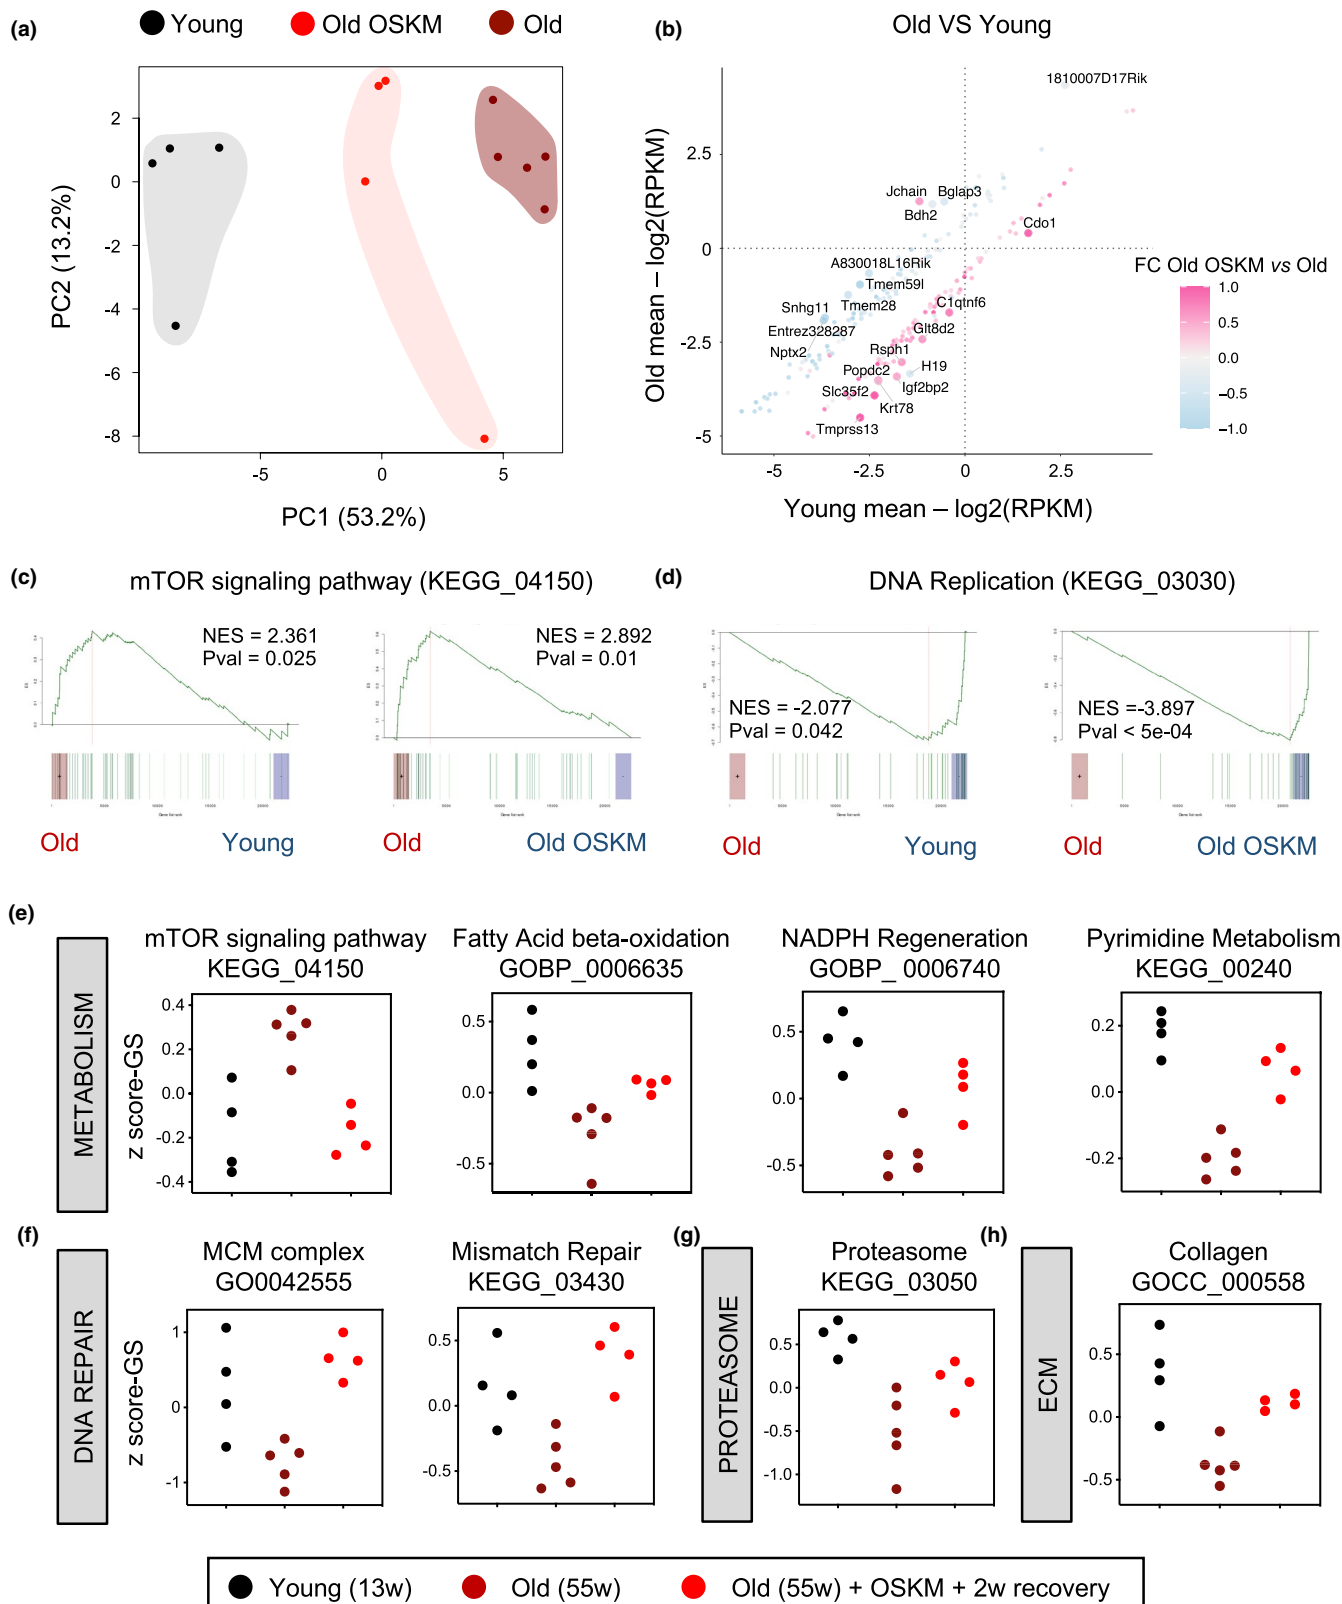 (a)
Young
Old OSKM
Old
PC2 (13.2%)
2
0
-2
-4
-6
-8
-5
0
5
PC1 (53.2%)
(b)
Old VS Young
Old mean – log2(RPKM)
2.5
0
-2.5
-5
-5
-2.5
0
2.5
Young mean – log2(RPKM)
1810007D17Rik
Jchain
Bglap3
Bdh2
Cdo1
A830018L16Rik
Tmem59l
Tmem28
Snhg11
C1qtnf6
Entrez328287
Glt8d2
Nptx2
Rsph1
H19
Popdc2
Igf2bp2
Slc35f2
Krt78
Tmprss13
FC Old OSKM vs Old
1.0
0.5
0.0
−0.5
−1.0
(c)
mTOR signaling pathway (KEGG_04150)
NES = 2.361
Pval = 0.025
Old
Young
NES = 2.892
Pval = 0.01
Old
Old OSKM
(d)
DNA Replication (KEGG_03030)
NES = -2.077
Pval = 0.042
Old
Young
NES =-3.897
Pval < 5e-04
Old
Old OSKM
(e)
METABOLISM
z score-GS
mTOR signaling pathway
KEGG_04150
0.4
0.2
0.0
-0.2
-0.4
Fatty Acid beta-oxidation
GOBP_0006635
0.5
0.0
-0.5
NADPH Regeneration
GOBP_0006740
0.5
0.0
-0.5
Pyrimidine Metabolism
KEGG_00240
0.2
0.0
-0.2
(f)
DNA REPAIR
z score-GS
MCM complex
GO0042555
1
0
-1
Mismatch Repair
KEGG_03430
0.5
0.0
-0.5
(g)
PROTEASOME
Proteasome
KEGG_03050
0.5
0.0
-0.5
-1.0
(h)
ECM
Collagen
GOCC_000558
0.5
0.0
-0.5
Young (13w)
Old (55w)
Old (55w) + OSKM + 2w recovery